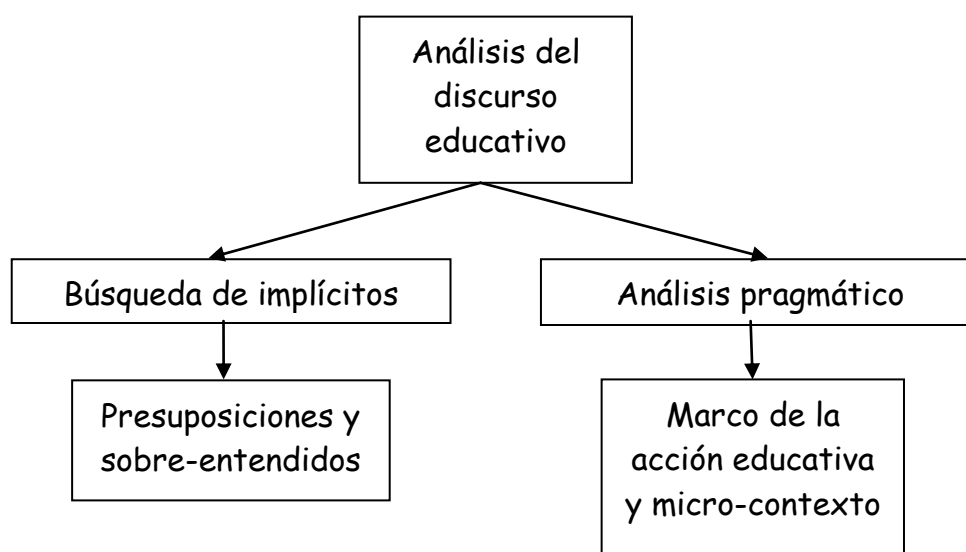 Análisis del
discurso
educativo
Búsqueda de implícitos
Análisis pragmático
Presuposiciones y
sobre-entendidos
Marco de la
acción educativa
y micro-contexto